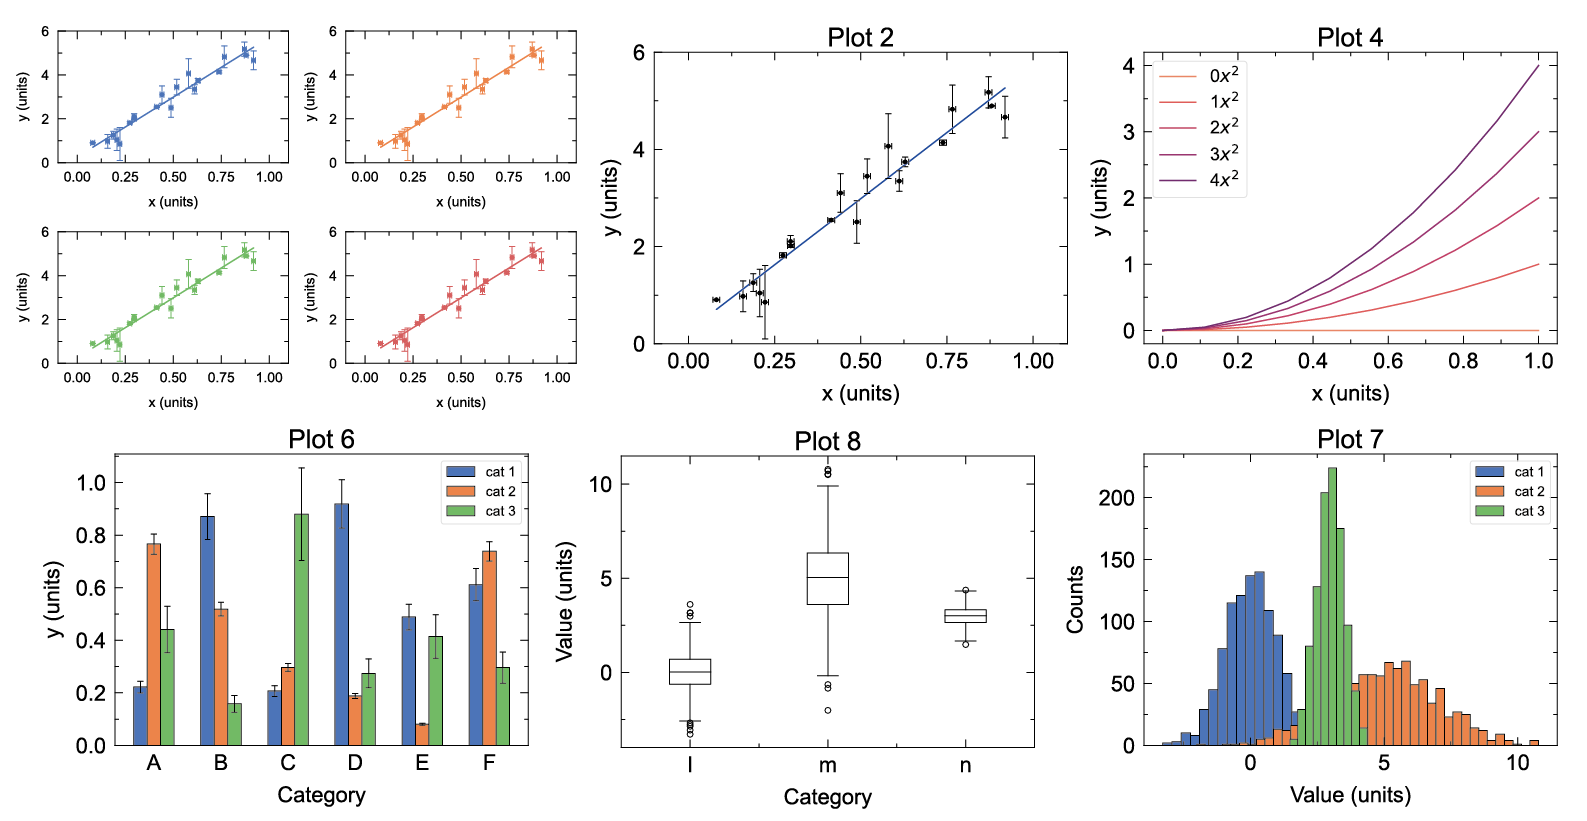 6
4
2
0
y (units)
0.00 0.25 0.50 0.75 1.00
x (units)
6
4
2
0
y (units)
0.00 0.25 0.50 0.75 1.00
x (units)
6
4
2
0
y (units)
0.00 0.25 0.50 0.75 1.00
x (units)
6
4
2
0
y (units)
0.00 0.25 0.50 0.75 1.00
x (units)
Plot 2
6
4
2
0
y (units)
0.00 0.25 0.50 0.75 1.00
x (units)
Plot 4
4
3
2
1
0
y (units)
0x²
1x²
2x²
3x²
4x²
0.0 0.2 0.4 0.6 0.8 1.0
x (units)
Plot 6
1.0
0.8
0.6
0.4
0.2
0.0
y (units)
cat 1
cat 2
cat 3
A B C D E F
Category
Plot 8
10
5
0
Value (units)
l m n
Category
Plot 7
200
150
100
50
0
Counts
cat 1
cat 2
cat 3
0 5 10
Value (units)